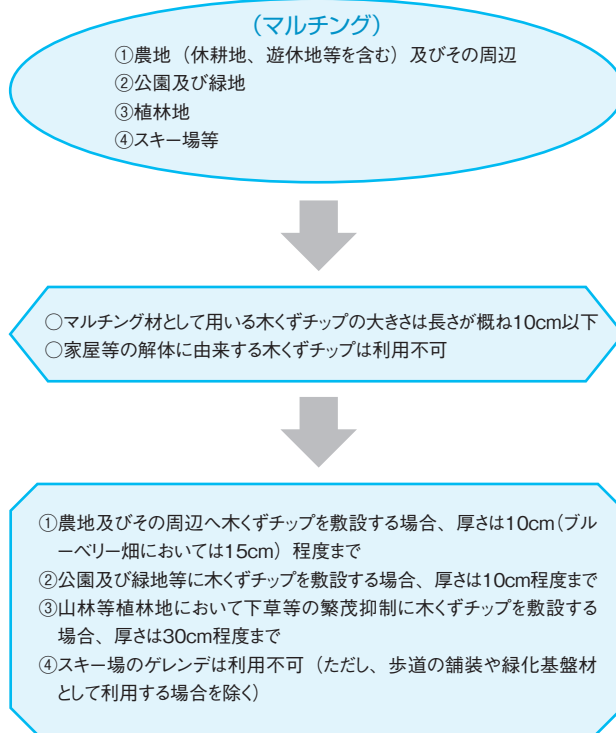 （マルチング）
①農地（休耕地、遊休地等を含む）及びその周辺
②公園及び緑地
③植林地
④スキー場等
○マルチング材として用いる木くずチップの大きさは長さが概ね10cm以下
○家屋等の解体に由来する木くずチップは利用不可
①農地及びその周辺へ木くずチップを敷設する場合、厚さは10cm（ブル
ーベリー畑においては15cm）程度まで
②公園及び緑地等に木くずチップを敷設する場合、厚さは10cm程度まで
③山林等植林地において下草等の繁茂抑制に木くずチップを敷設する
場合、厚さは30cm程度まで
④スキー場のゲレンデは利用不可（ただし、歩道の舗装や緑化基盤材
として利用する場合を除く）